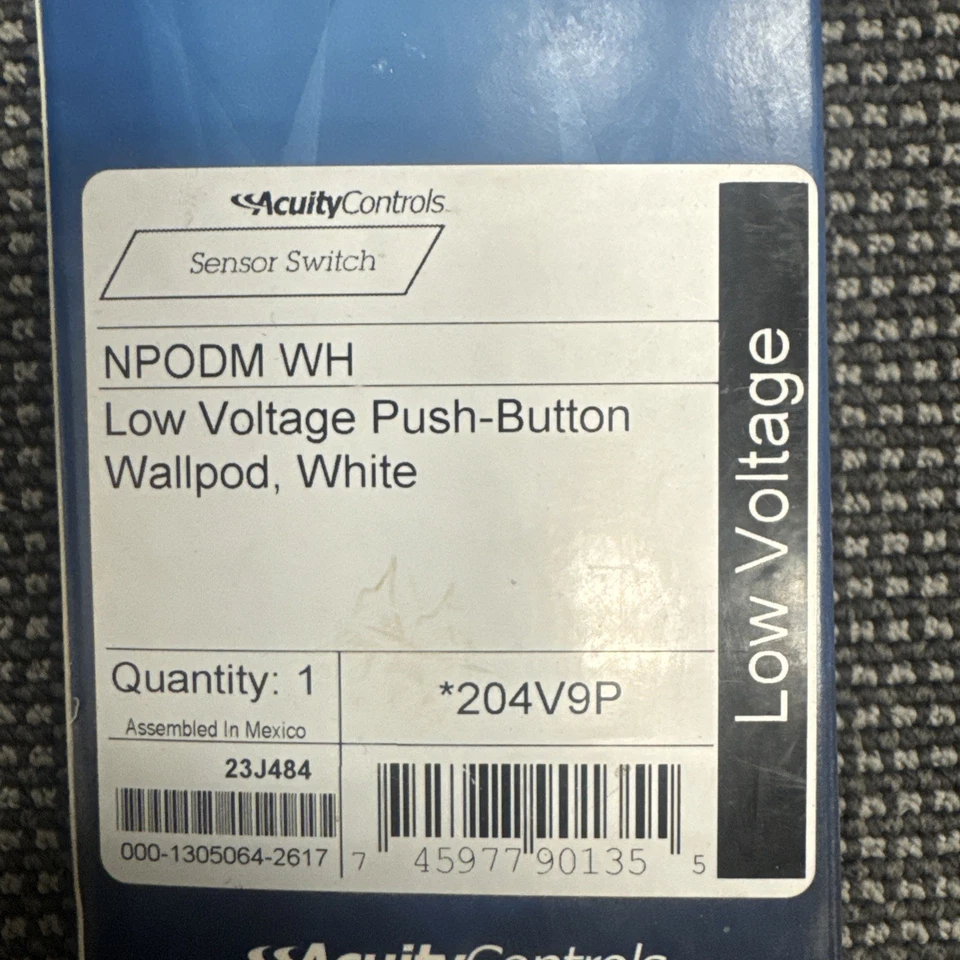 AcuityControls
Sensor Switch
NPODM WH
Low Voltage Push-Button
Wallpod, White
Quantity: 1
Assembled In Mexico
*204V9P
23J484
000-1305064-2617
7 45977 90135 5
Low Voltage
AcuityControls